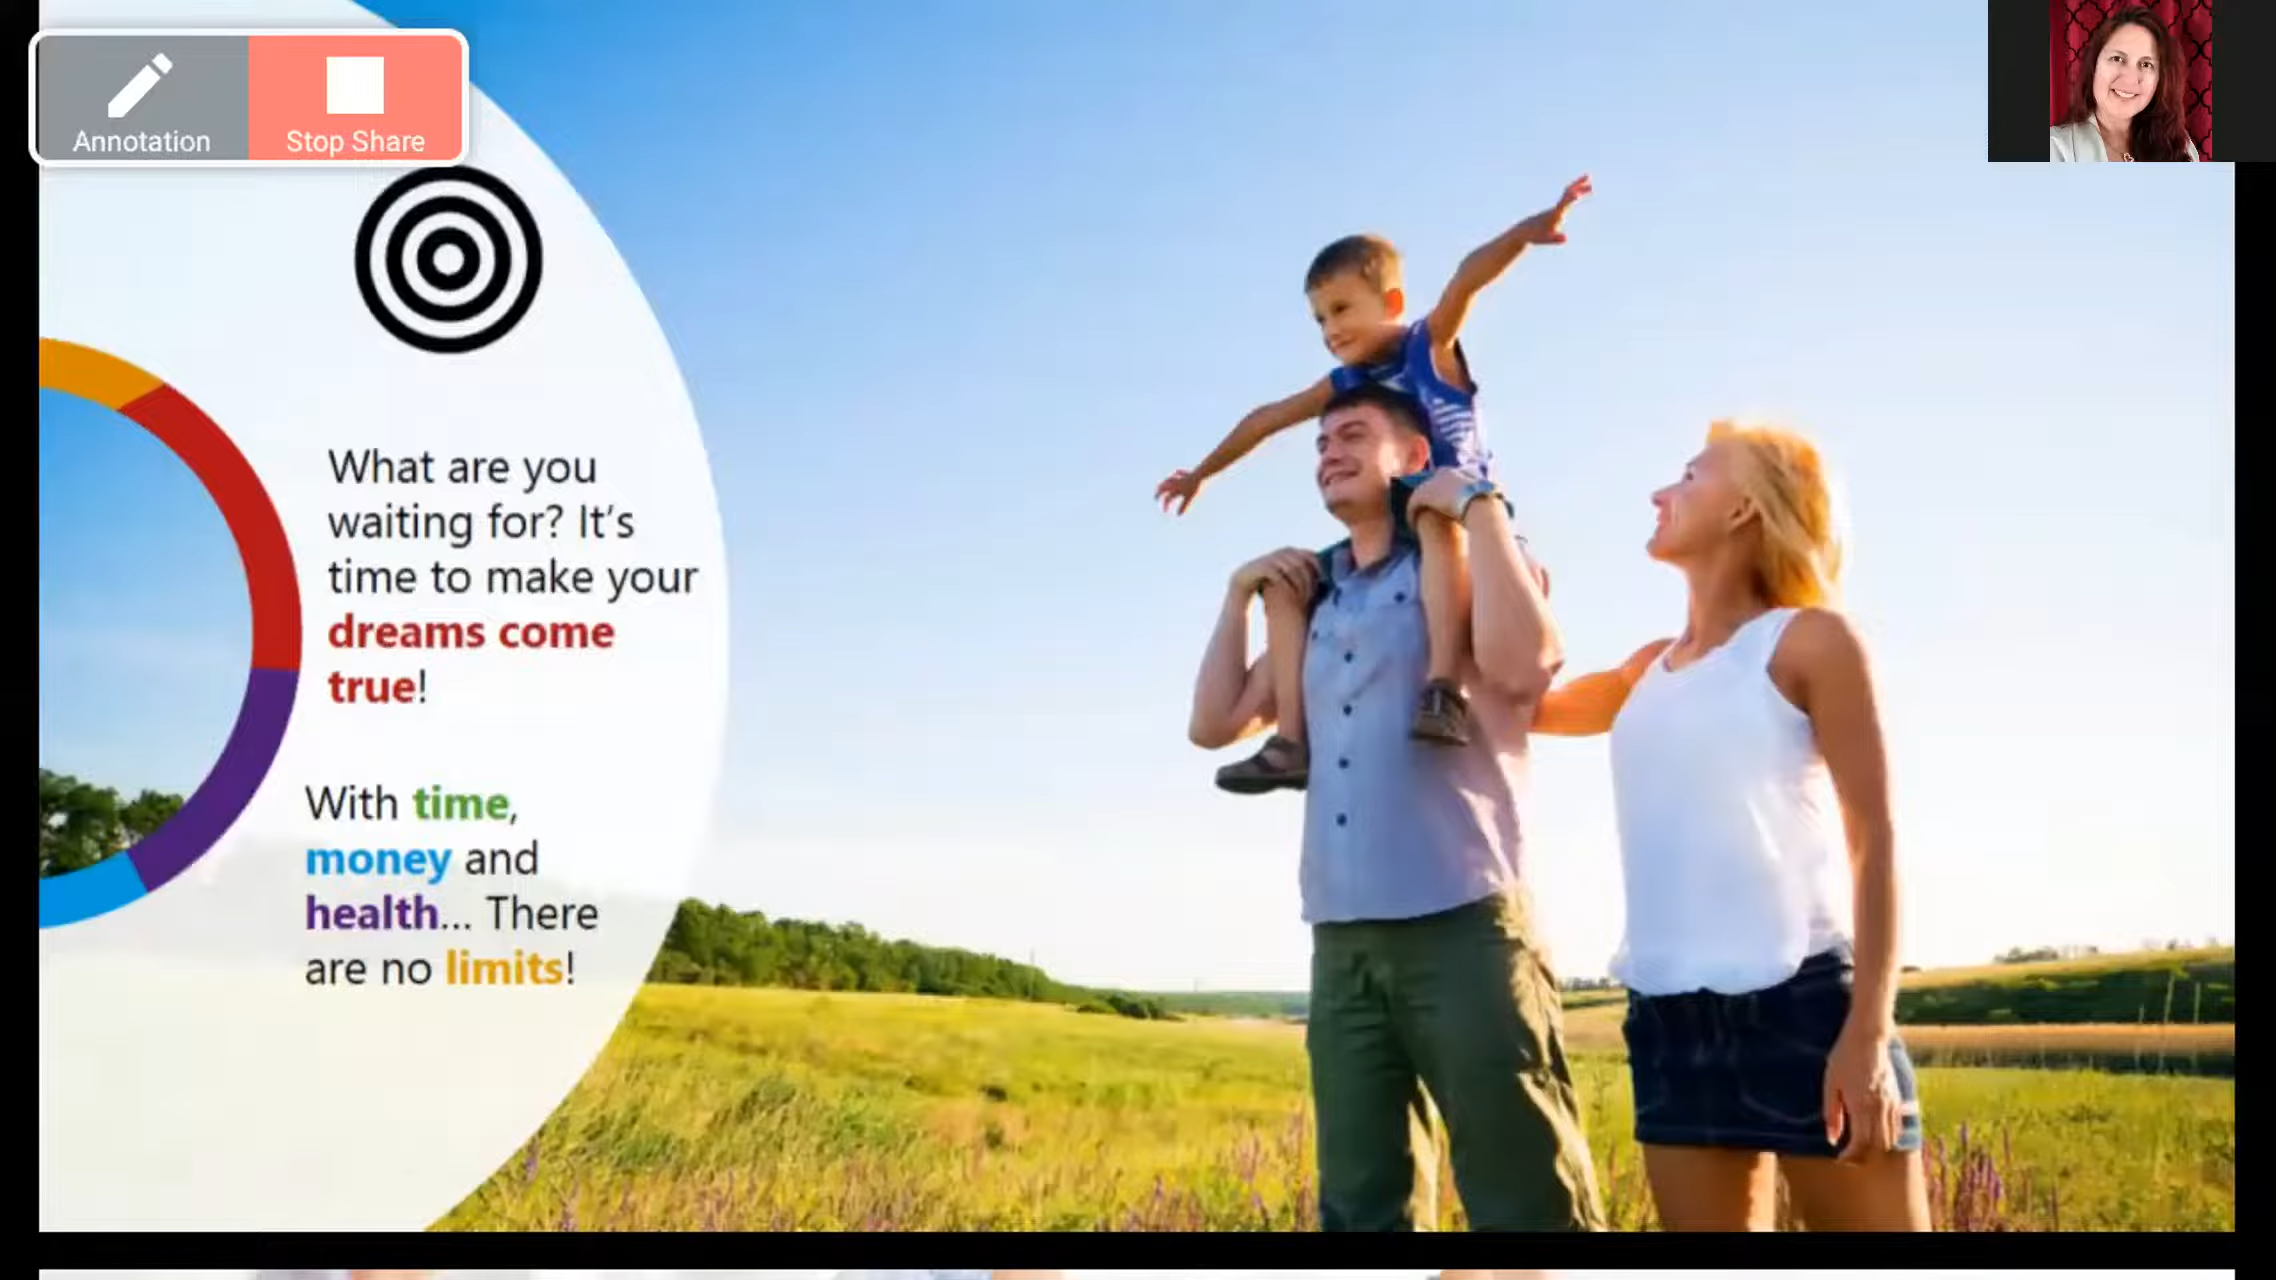 Annotation
Stop Share
What are you
waiting for? It's
time to make your
dreams come
true!
With time,
money and
health... There
are no limits!